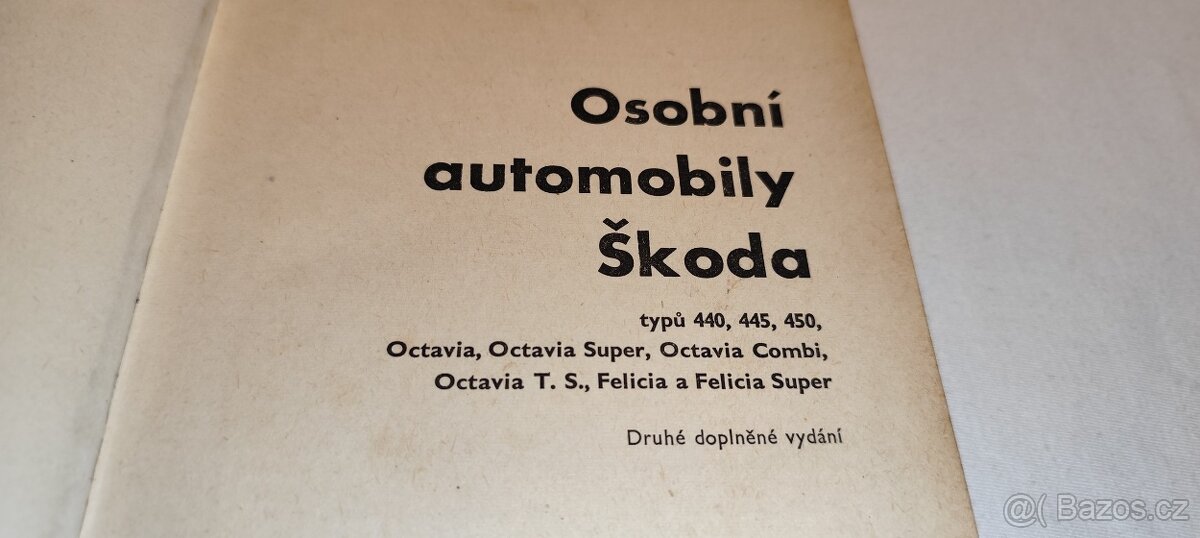 Osobní
automobily
Škoda
typů 440, 445, 450,
Octavia, Octavia Super, Octavia Combi,
Octavia T. S., Felicia a Felicia Super
Druhé doplněné vydání
@( Bazos.cz